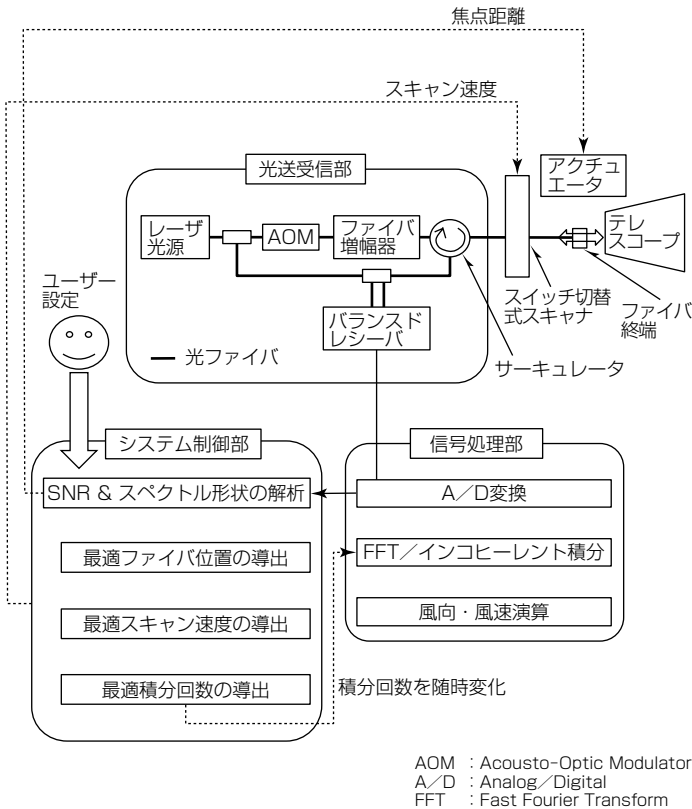 焦点距離
スキャン速度
光送受信部
アクチュ
エータ
レーザ
光源
AOM
ファイバ
増幅器
テレ
スコープ
ユーザー
設定
バランスド
レシーバ
スイッチ切替
式スキャナ
ファイバ
終端
光ファイバ
サーキュレータ
システム制御部
信号処理部
SNR & スペクトル形状の解析
A/D変換
最適ファイバ位置の導出
FFT/インコヒーレント積分
最適スキャン速度の導出
風向・風速演算
最適積分回数の導出
積分回数を随時変化
AOM : Acousto-Optic Modulator
A/D : Analog/Digital
FFT : Fast Fourier Transform